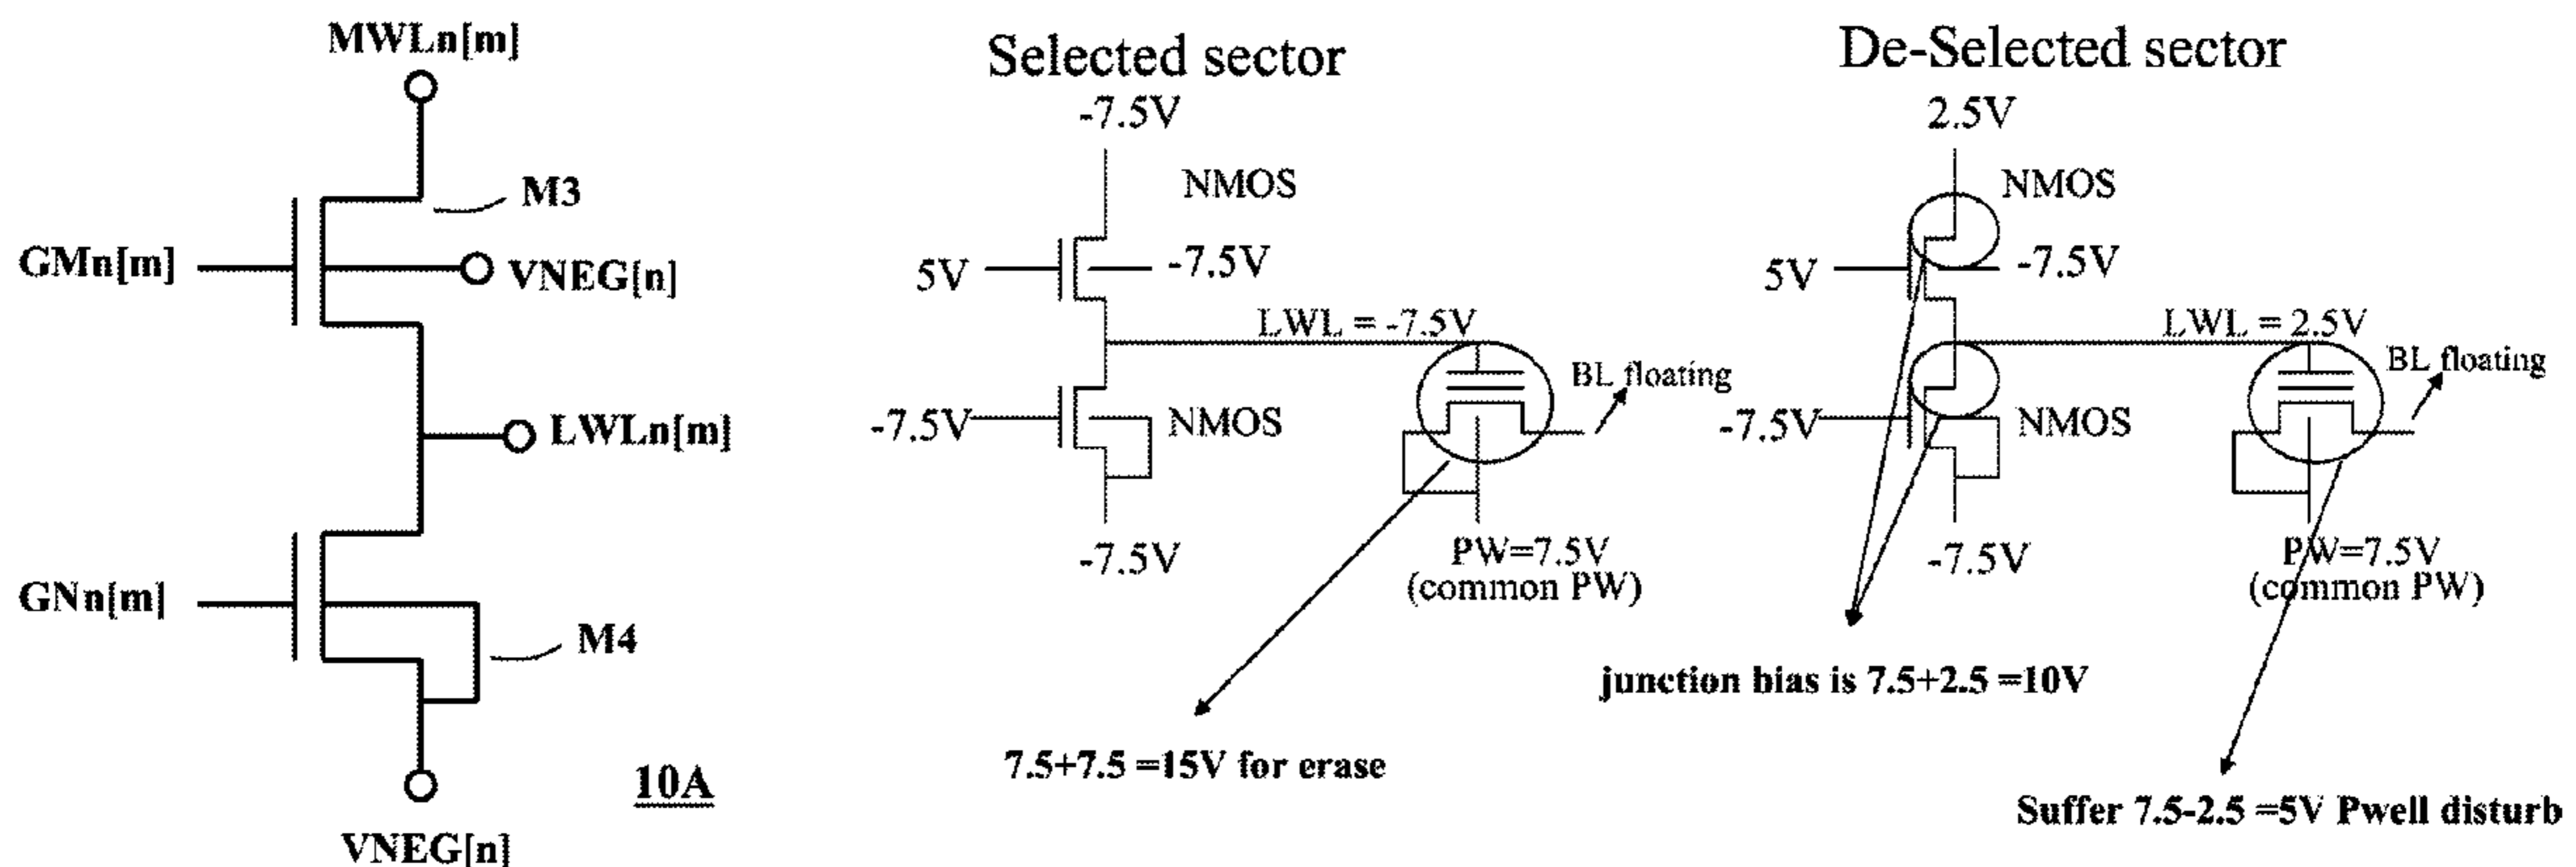 MWLn[m]
M3
GMn[m]
VNEG[n]
LWLn[m]
GNn[m]
M4
10A
VNEG[n]
Selected sector
-7.5V
NMOS
5V
-7.5V
LWL = -7.5V
BL floating
-7.5V
NMOS
-7.5V
PW=7.5V
(common PW)
7.5+7.5 =15V for erase
De-Selected sector
2.5V
NMOS
5V
-7.5V
LWL = 2.5V
BL floating
-7.5V
NMOS
-7.5V
PW=7.5V
(common PW)
junction bias is 7.5+2.5 =10V
Suffer 7.5-2.5 =5V Pwell disturb